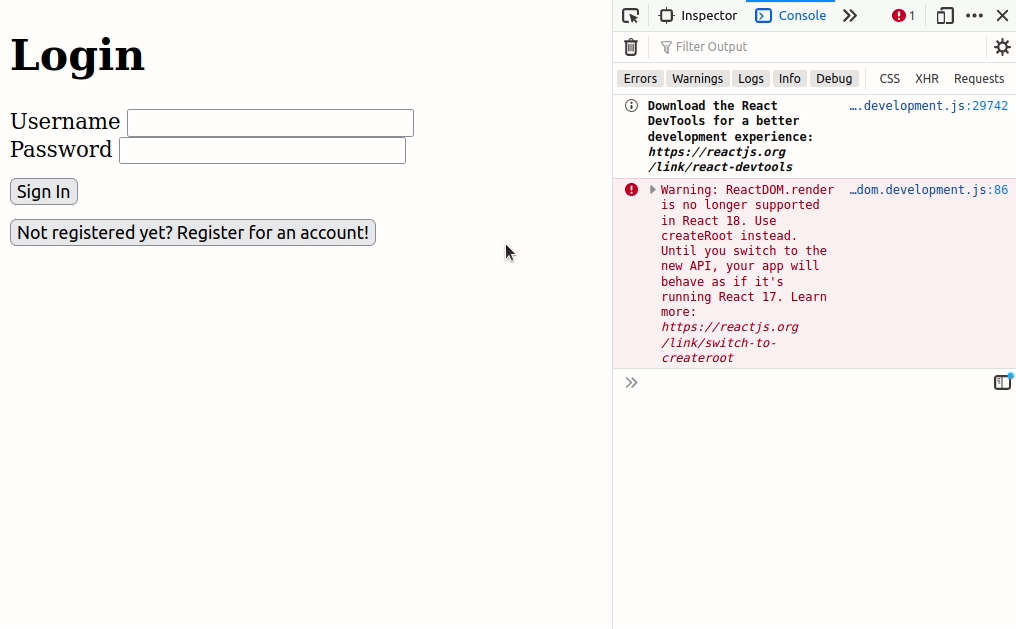 Login
Username
Password
Sign In
Not registered yet? Register for an account!
Inspector
Console
1
Filter Output
Errors
Warnings
Logs
Info
Debug
CSS
XHR
Requests
Download the React ….development.js:29742
DevTools for a better
development experience:
https://reactjs.org
/link/react-devtools
Warning: ReactDOM.render …dom.development.js:86
is no longer supported
in React 18. Use
createRoot instead.
Until you switch to the
new API, your app will
behave as if it's
running React 17. Learn
more:
https://reactjs.org
/link/switch-to-
createroot